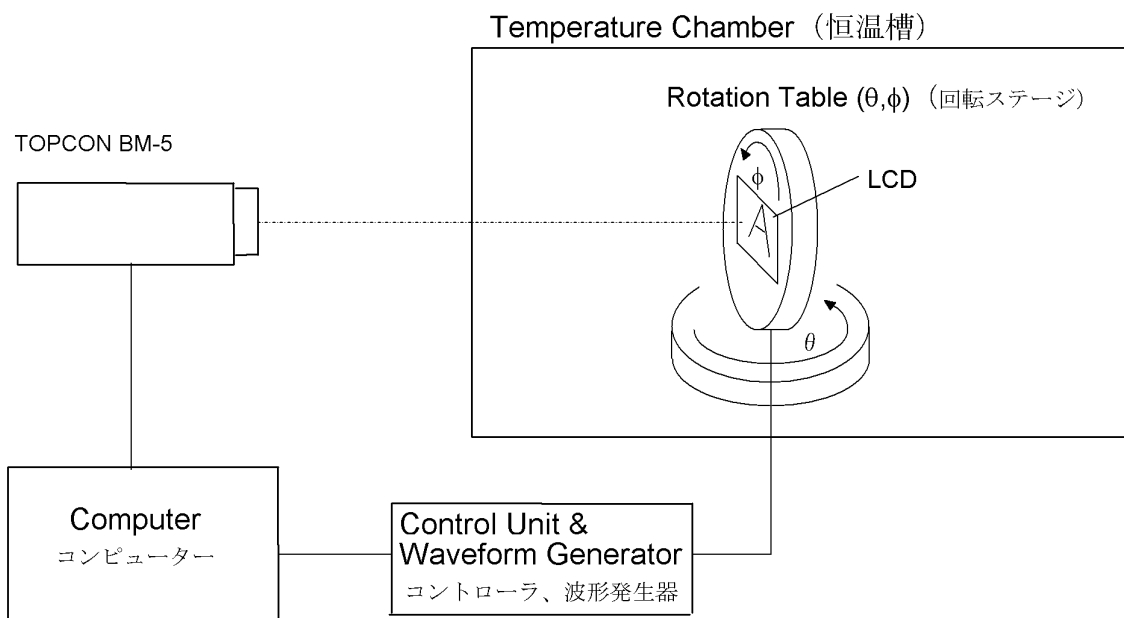 Temperature Chamber（恒温槽）
Rotation Table (θ,ϕ)（回転ステージ）
TOPCON BM-5
ϕ
LCD
A
θ
Computer
コンピューター
Control Unit &
Waveform Generator
コントローラ、波形発生器